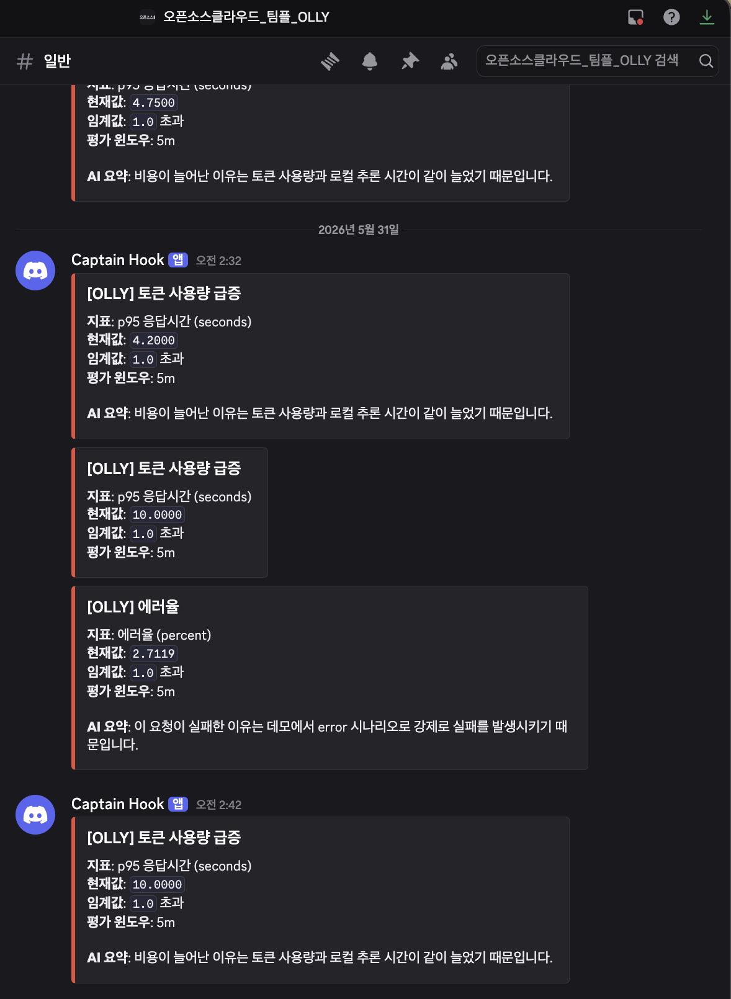 오픈소스클라우드_팀플_OLLY
일반
오픈소스클라우드_팀플_OLLY 검색
지표: p95 응답시간 (seconds)
현재값: 4.7500
임계값: 1.0 초과
평가 윈도우: 5m
AI 요약: 비용이 늘어난 이유는 토큰 사용량과 로컬 추론 시간이 같이 늘었기 때문입니다.
2026년 5월 31일
Captain Hook 앱 오전 2:32
[OLLY] 토큰 사용량 급증
지표: p95 응답시간 (seconds)
현재값: 4.2000
임계값: 1.0 초과
평가 윈도우: 5m
AI 요약: 비용이 늘어난 이유는 토큰 사용량과 로컬 추론 시간이 같이 늘었기 때문입니다.
[OLLY] 토큰 사용량 급증
지표: p95 응답시간 (seconds)
현재값: 10.0000
임계값: 1.0 초과
평가 윈도우: 5m
[OLLY] 에러율
지표: 에러율 (percent)
현재값: 2.7119
임계값: 1.0 초과
평가 윈도우: 5m
AI 요약: 이 요청이 실패한 이유는 데모에서 error 시나리오로 강제로 실패를 발생시키기 때
문입니다.
Captain Hook 앱 오전 2:42
[OLLY] 토큰 사용량 급증
지표: p95 응답시간 (seconds)
현재값: 10.0000
임계값: 1.0 초과
평가 윈도우: 5m
AI 요약: 비용이 늘어난 이유는 토큰 사용량과 로컬 추론 시간이 같이 늘었기 때문입니다.